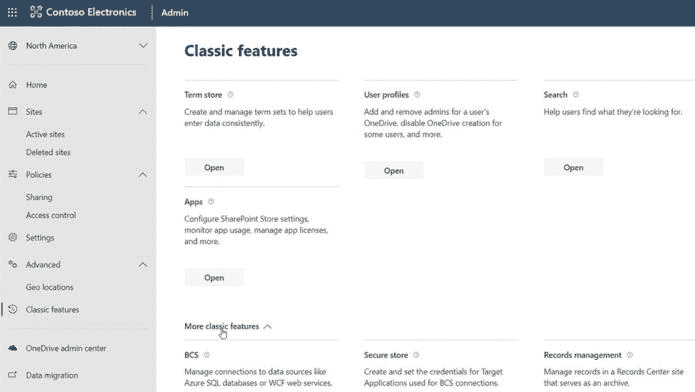 Contoso Electronics Admin
North America
Home
Sites
Active sites
Deleted sites
Policies
Sharing
Access control
Settings
Advanced
Geo locations
Classic features
OneDrive admin center
Data migration
Classic features
Term store
Create and manage term sets to help users
enter data consistently.
Open
User profiles
Add and remove admins for a user's
OneDrive, disable OneDrive creation for
some users, and more.
Open
Search
Help users find what they're looking for.
Open
Apps
Configure SharePoint Store settings,
monitor app usage, manage app licenses,
and more.
Open
More classic features
BCS
Manage connections to data sources like
Azure SQL databases or WCF web services.
Secure store
Create and set the credentials for Target
Applications used for BCS connections.
Records management
Manage records in a Records Center site
that serves as an archive.